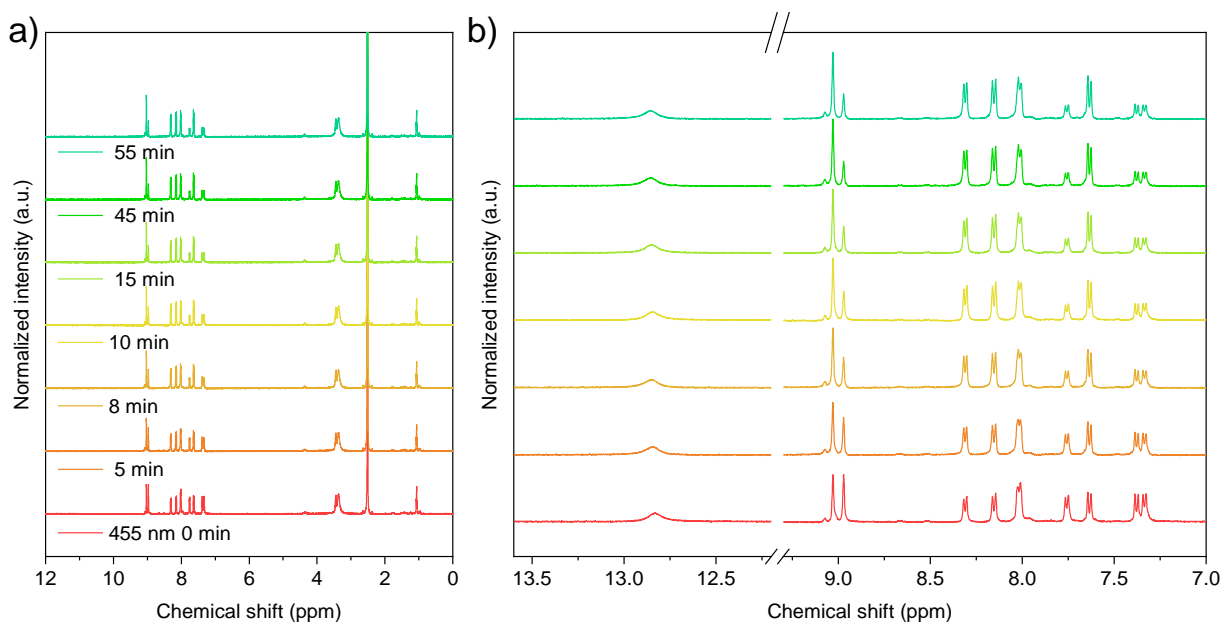 a)
Normalized intensity (a.u.)
55 min
45 min
15 min
10 min
8 min
5 min
455 nm 0 min
12 10 8 6 4 2 0
Chemical shift (ppm)
b)
Normalized intensity (a.u.)
13.5 13.0 12.5 9.0 8.5 8.0 7.5 7.0
Chemical shift (ppm)